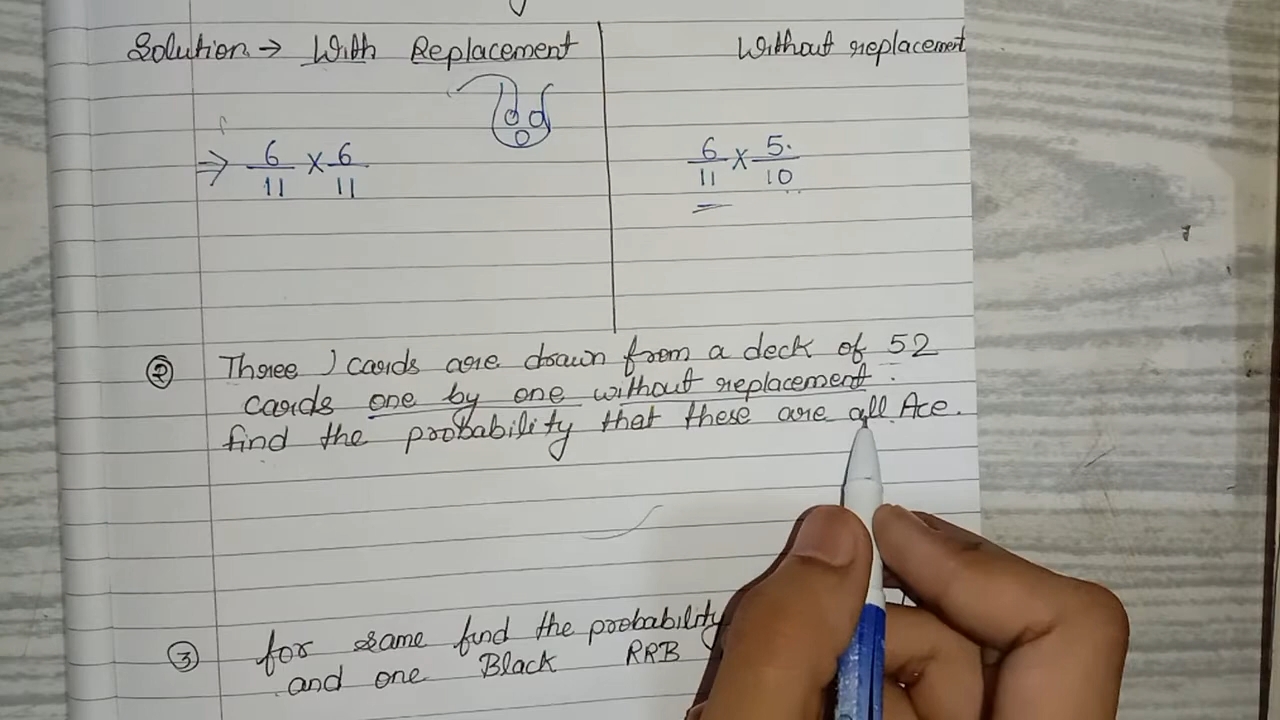 Solution → With Replacement
Without replacement
⇒ 6/11 × 6/11
6/11 × 5/10
② Three cards are drawn from a deck of 52
cards one by one without replacement.
find the probability that these are all Ace.
③ for same find the probability
and one Black RRB